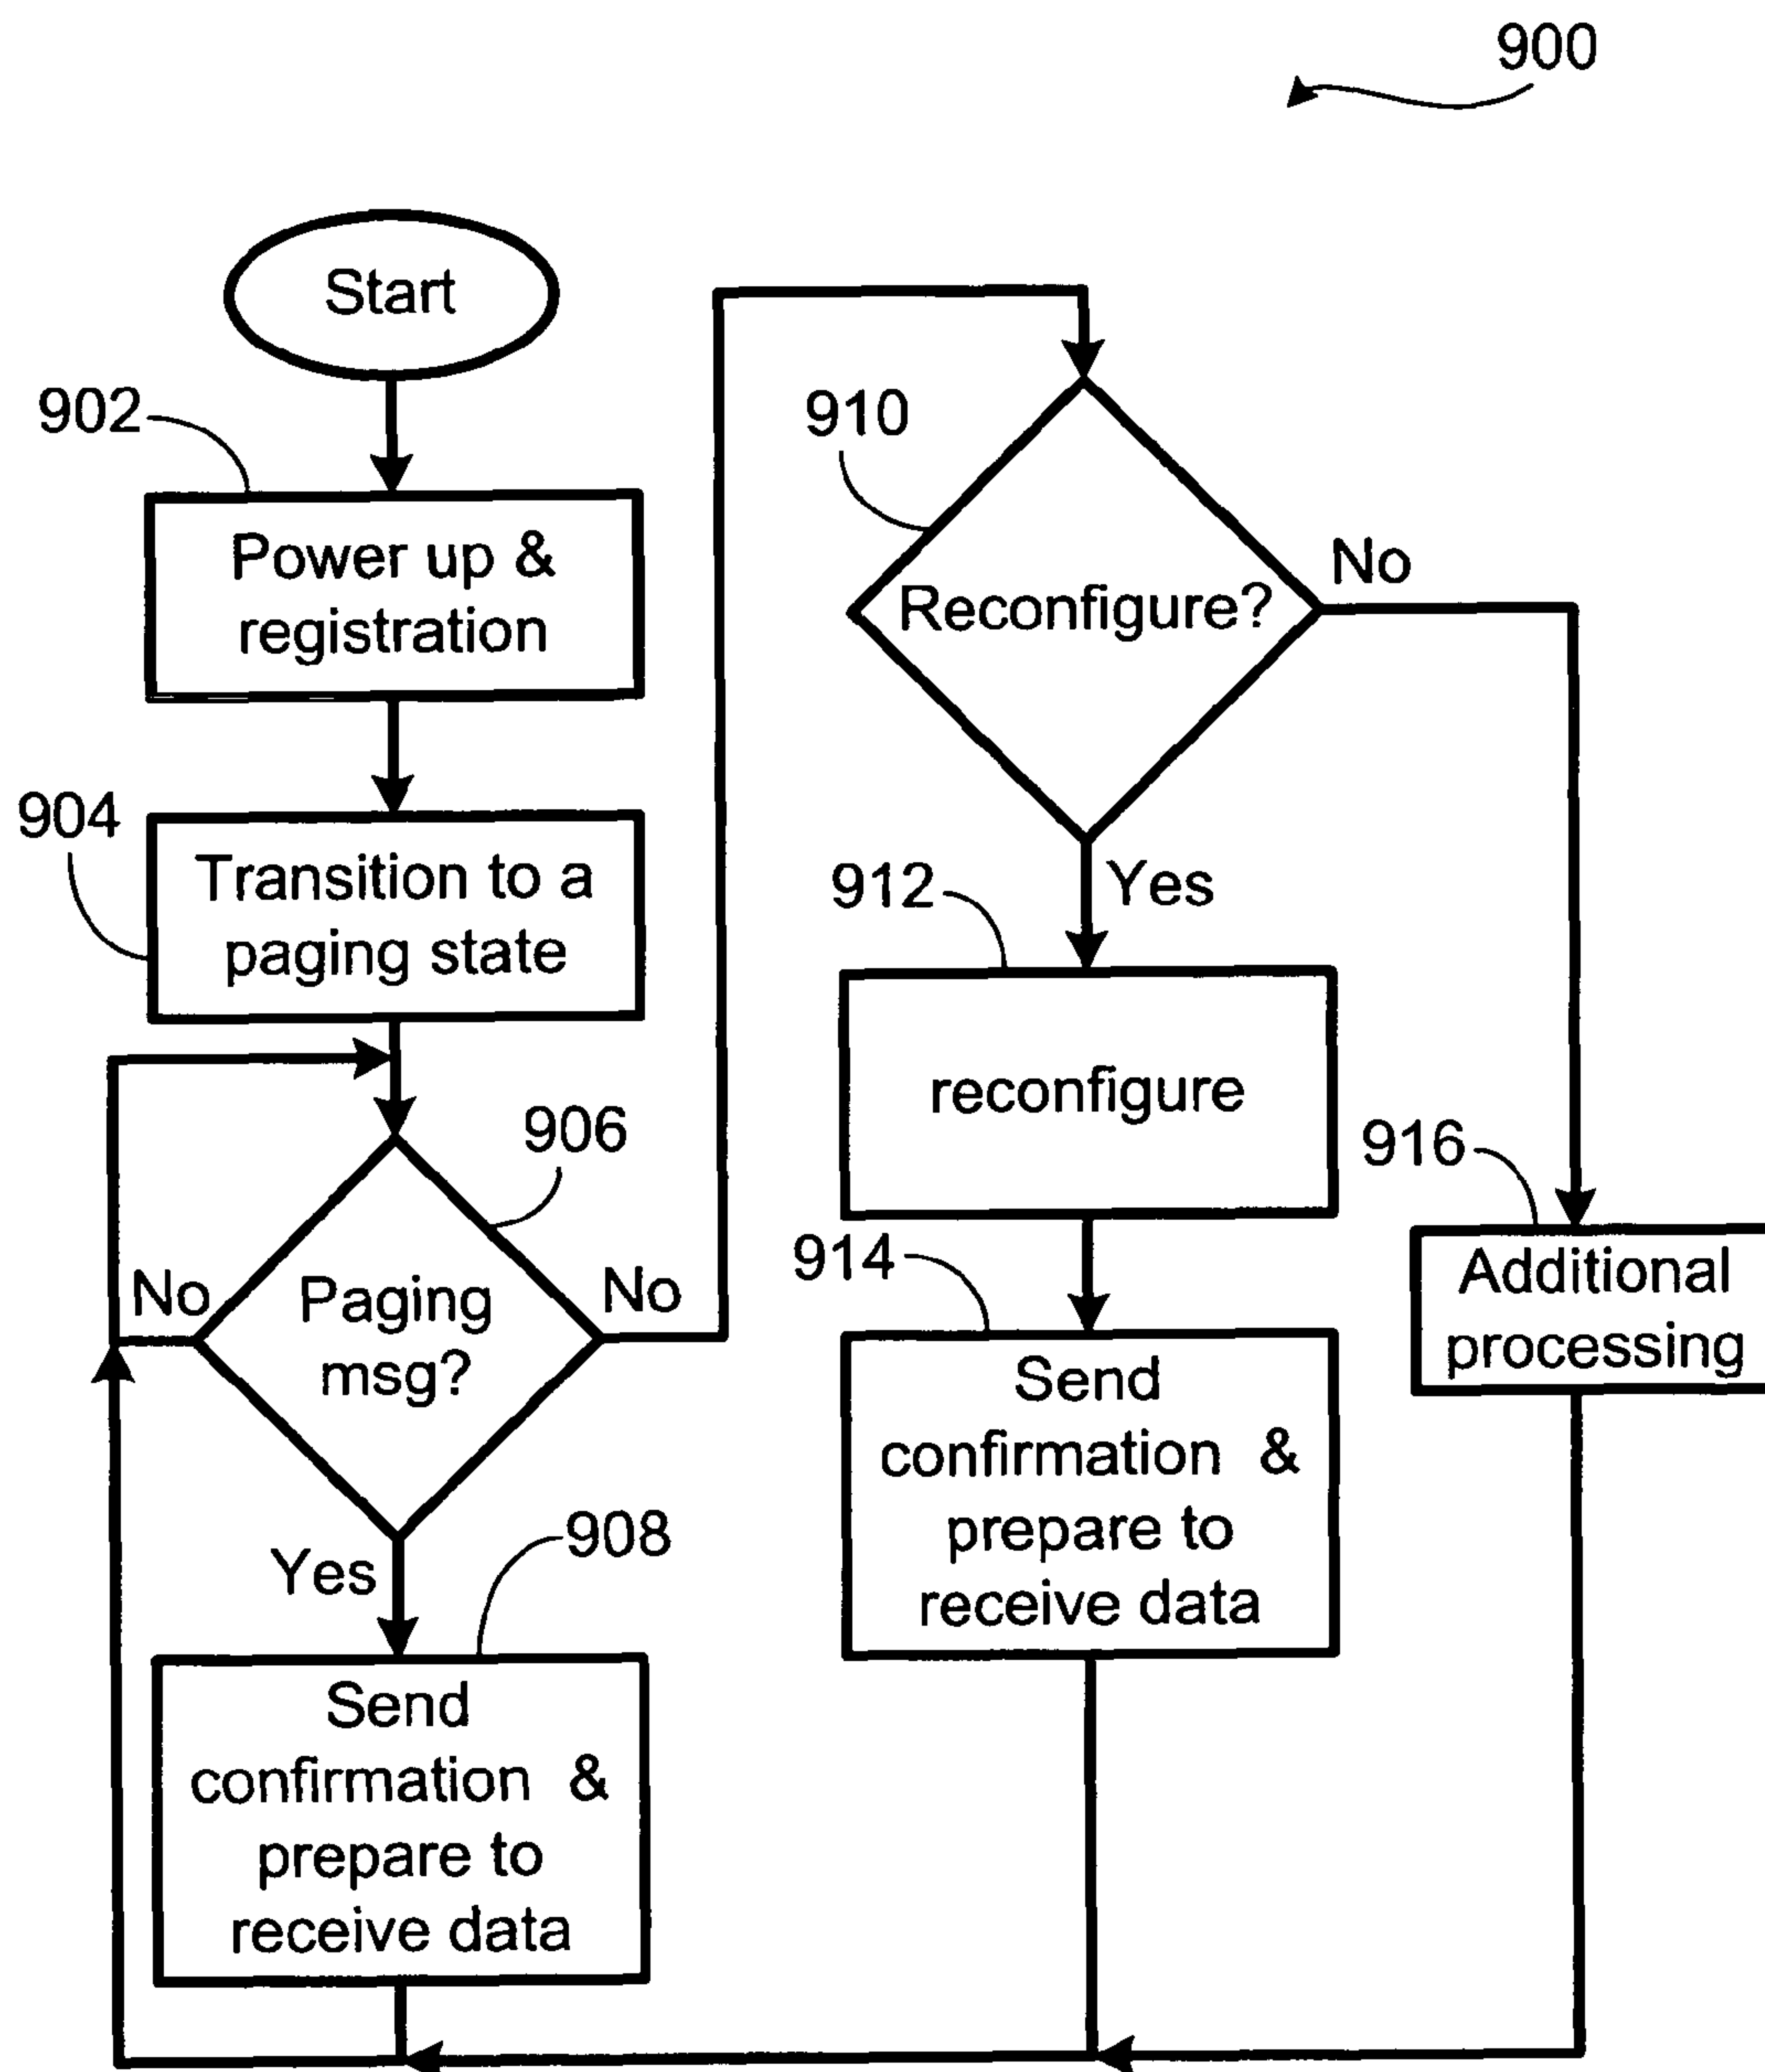 900
Start
902
Power up &
registration
904
Transition to a
paging state
906
No
Paging
msg?
No
Yes
908
Send
confirmation &
prepare to
receive data
910
Reconfigure?
No
Yes
912
reconfigure
914
Send
confirmation &
prepare to
receive data
916
Additional
processing